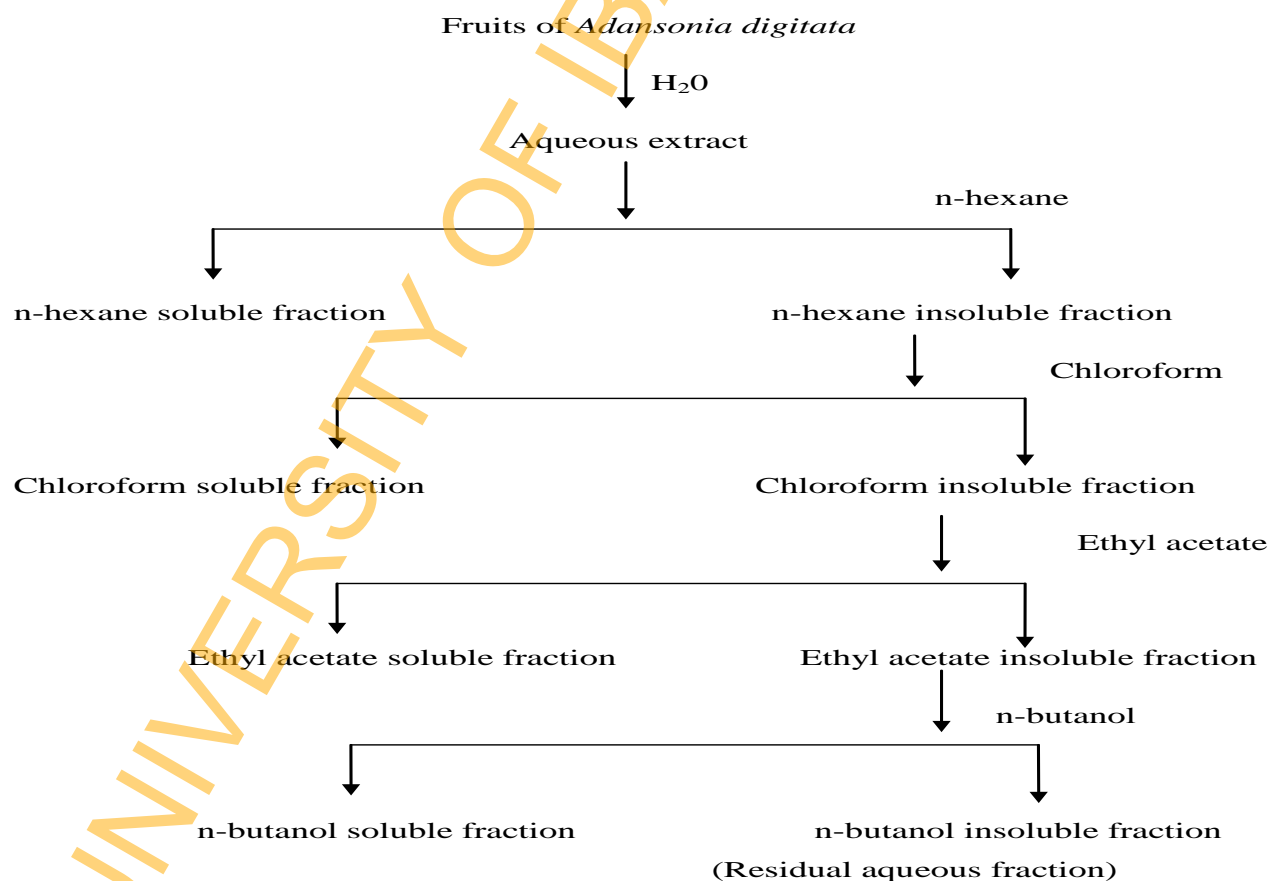 Fruits of Adansonia digitata
H₂0
Aqueous extract
n-hexane
n-hexane soluble fraction
n-hexane insoluble fraction
Chloroform
Chloroform soluble fraction
Chloroform insoluble fraction
Ethyl acetate
Ethyl acetate soluble fraction
Ethyl acetate insoluble fraction
n-butanol
n-butanol soluble fraction
n-butanol insoluble fraction
(Residual aqueous fraction)
UNIVERSITY OF